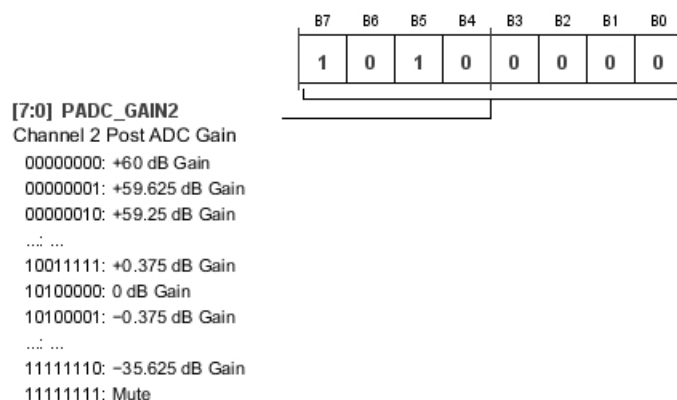 B7 B6 B5 B4 B3 B2 B1 B0
1 0 1 0 0 0 0 0
[7:0] PADC_GAIN2
Channel 2 Post ADC Gain
00000000: +60 dB Gain
00000001: +59.625 dB Gain
00000010: +59.25 dB Gain
...: ...
10011111: +0.375 dB Gain
10100000: 0 dB Gain
10100001: −0.375 dB Gain
...: ...
11111110: −35.625 dB Gain
11111111: Mute